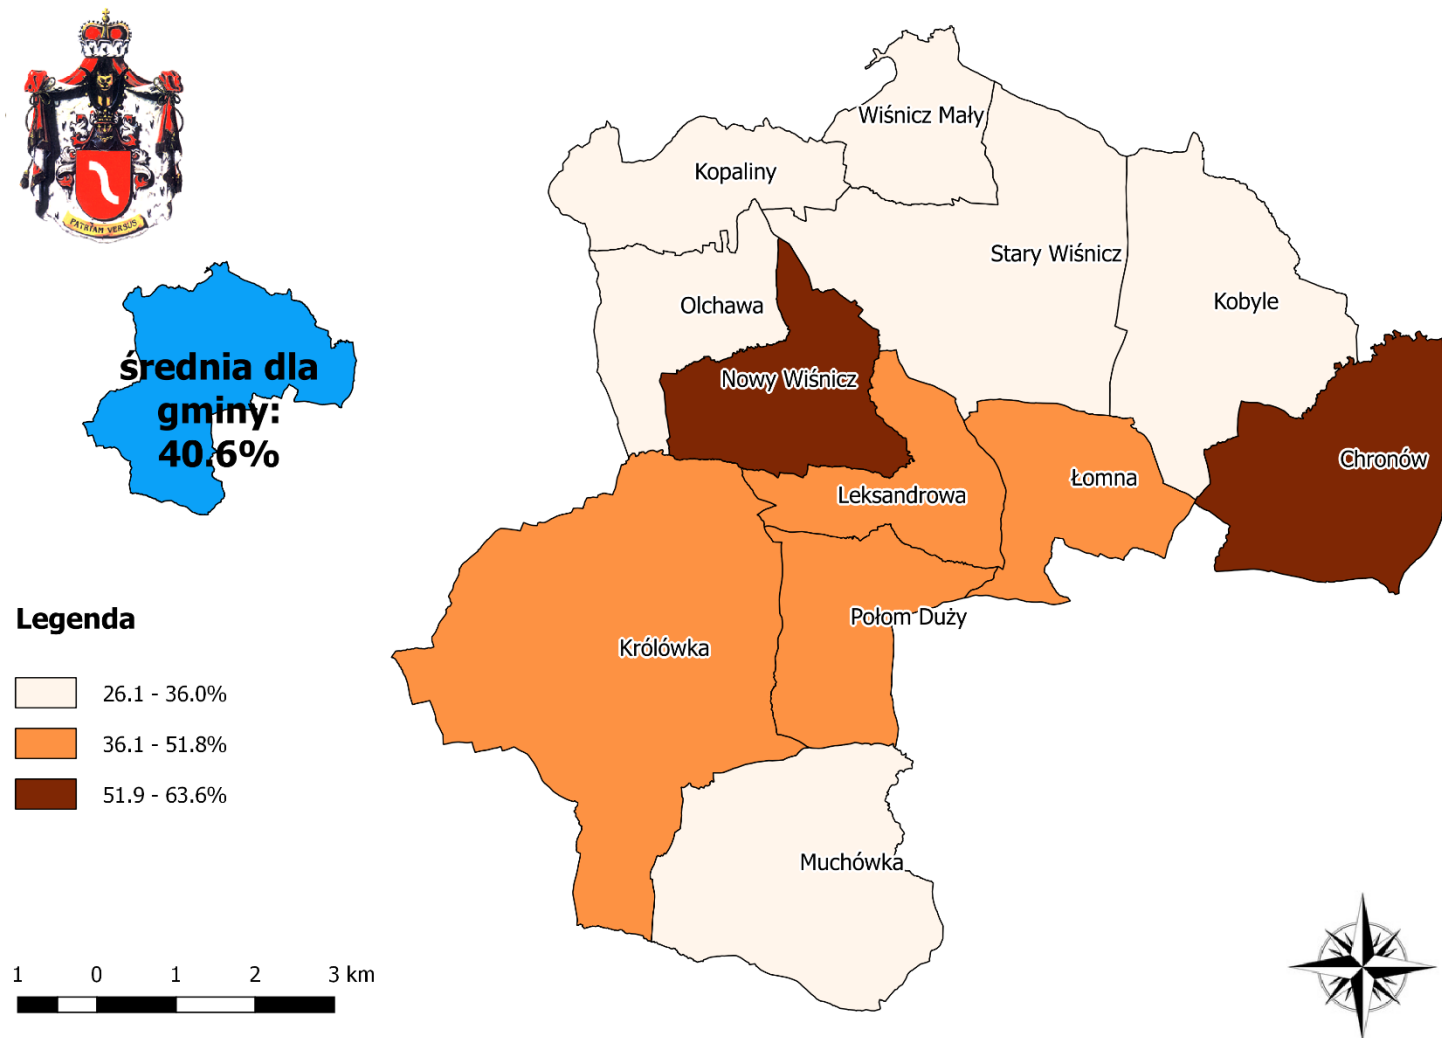 PATRIAM VERSUS
Wiśnicz Mały
Kopaliny
Stary Wiśnicz
Kobyle
Olchawa
średnia dla
gminy:
40.6%
Nowy Wiśnicz
Chronów
Łomna
Leksandrowa
Połom Duży
Królówka
Legenda
26.1 - 36.0%
36.1 - 51.8%
51.9 - 63.6%
Muchówka
1 0 1 2 3 km